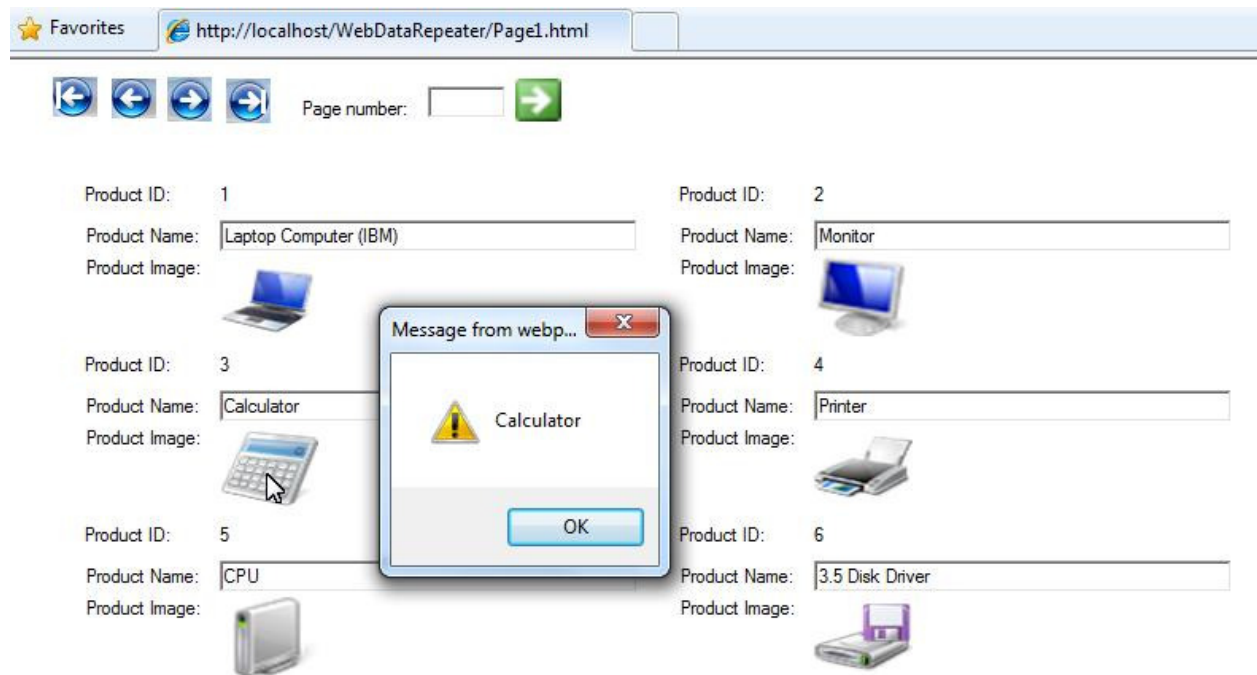 Favorites
http://localhost/WebDataRepeater/Page1.html
Page number:
Product ID: 1
Product Name: Laptop Computer (IBM)
Product Image:
Product ID: 2
Product Name: Monitor
Product Image:
Message from webp...
Calculator
OK
Product ID: 3
Product Name: Calculator
Product Image:
Product ID: 4
Product Name: Printer
Product Image:
Product ID: 5
Product Name: CPU
Product Image:
Product ID: 6
Product Name: 3.5 Disk Driver
Product Image: